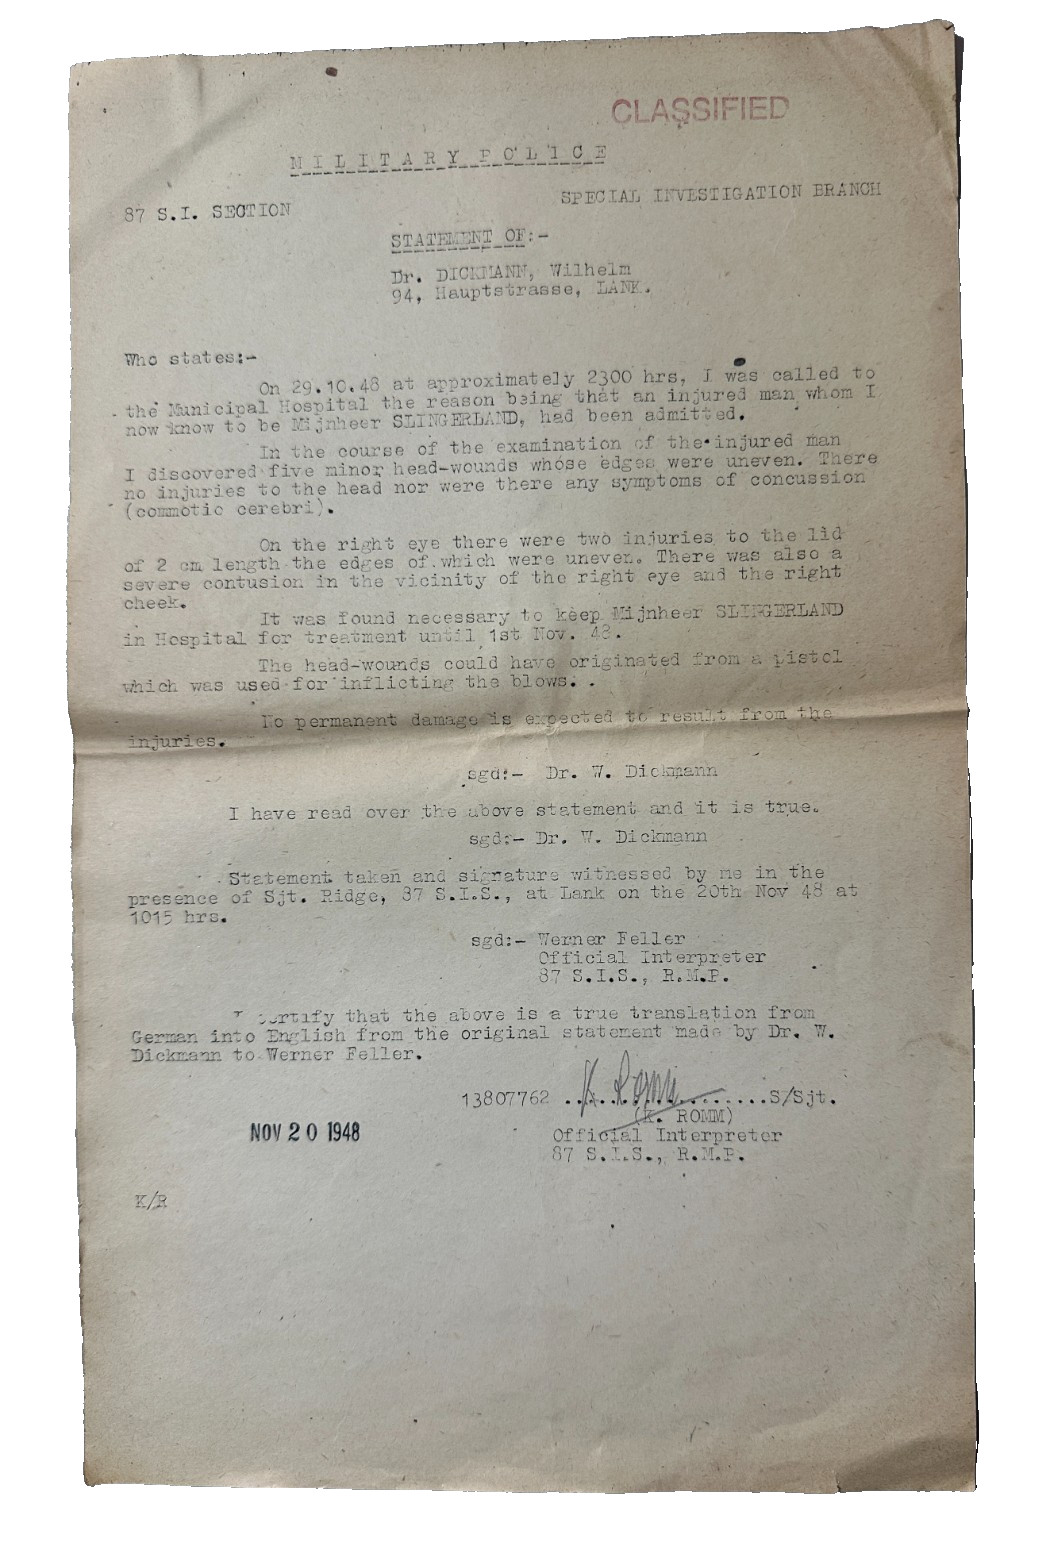 CLASSIFIED
MILITARY POLICE
87 S.I. SECTION
SPECIAL INVESTIGATION BRANCH
STATEMENT OF:-
Dr. DICKMANN, Wilhelm
94, Hauptstrasse, LANK.
Who states:-
On 29.10.48 at approximately 2300 hrs, I was called to
the Municipal Hospital the reason being that an injured man whom I
now know to be Mijnheer SLINGERLAND, had been admitted.
In the course of the examination of the injured man
I discovered five minor head-wounds whose edges were uneven. There
no injuries to the head nor were there any symptoms of concussion
(commotio cerebri).
On the right eye there were two injuries to the lid
of 2 cm length the edges of which were uneven. There was also a
severe contusion in the vicinity of the right eye and the right
cheek.
It was found necessary to keep Mijnheer SLINGERLAND
in Hospital for treatment until 1st Nov. 48.
The head-wounds could have originated from a pistol
which was used for inflicting the blows.
No permanent damage is expected to result from the
injuries.
sgd:- Dr. W. Dickmann
I have read over the above statement and it is true.
sgd:- Dr. W. Dickmann
Statement taken and signature witnessed by me in the
presence of Sjt. Ridge, 87 S.I.S., at Lank on the 20th Nov 48 at
1015 hrs.
sgd:- Werner Feller
Official Interpreter
87 S.I.S., R.M.P.
I certify that the above is a true translation from
German into English from the original statement made by Dr. W.
Dickmann to Werner Feller.
13807762 K Romm S/Sjt.
(K. ROMM)
NOV 20 1948
Official Interpreter
87 S.I.S., R.M.P.
K/R